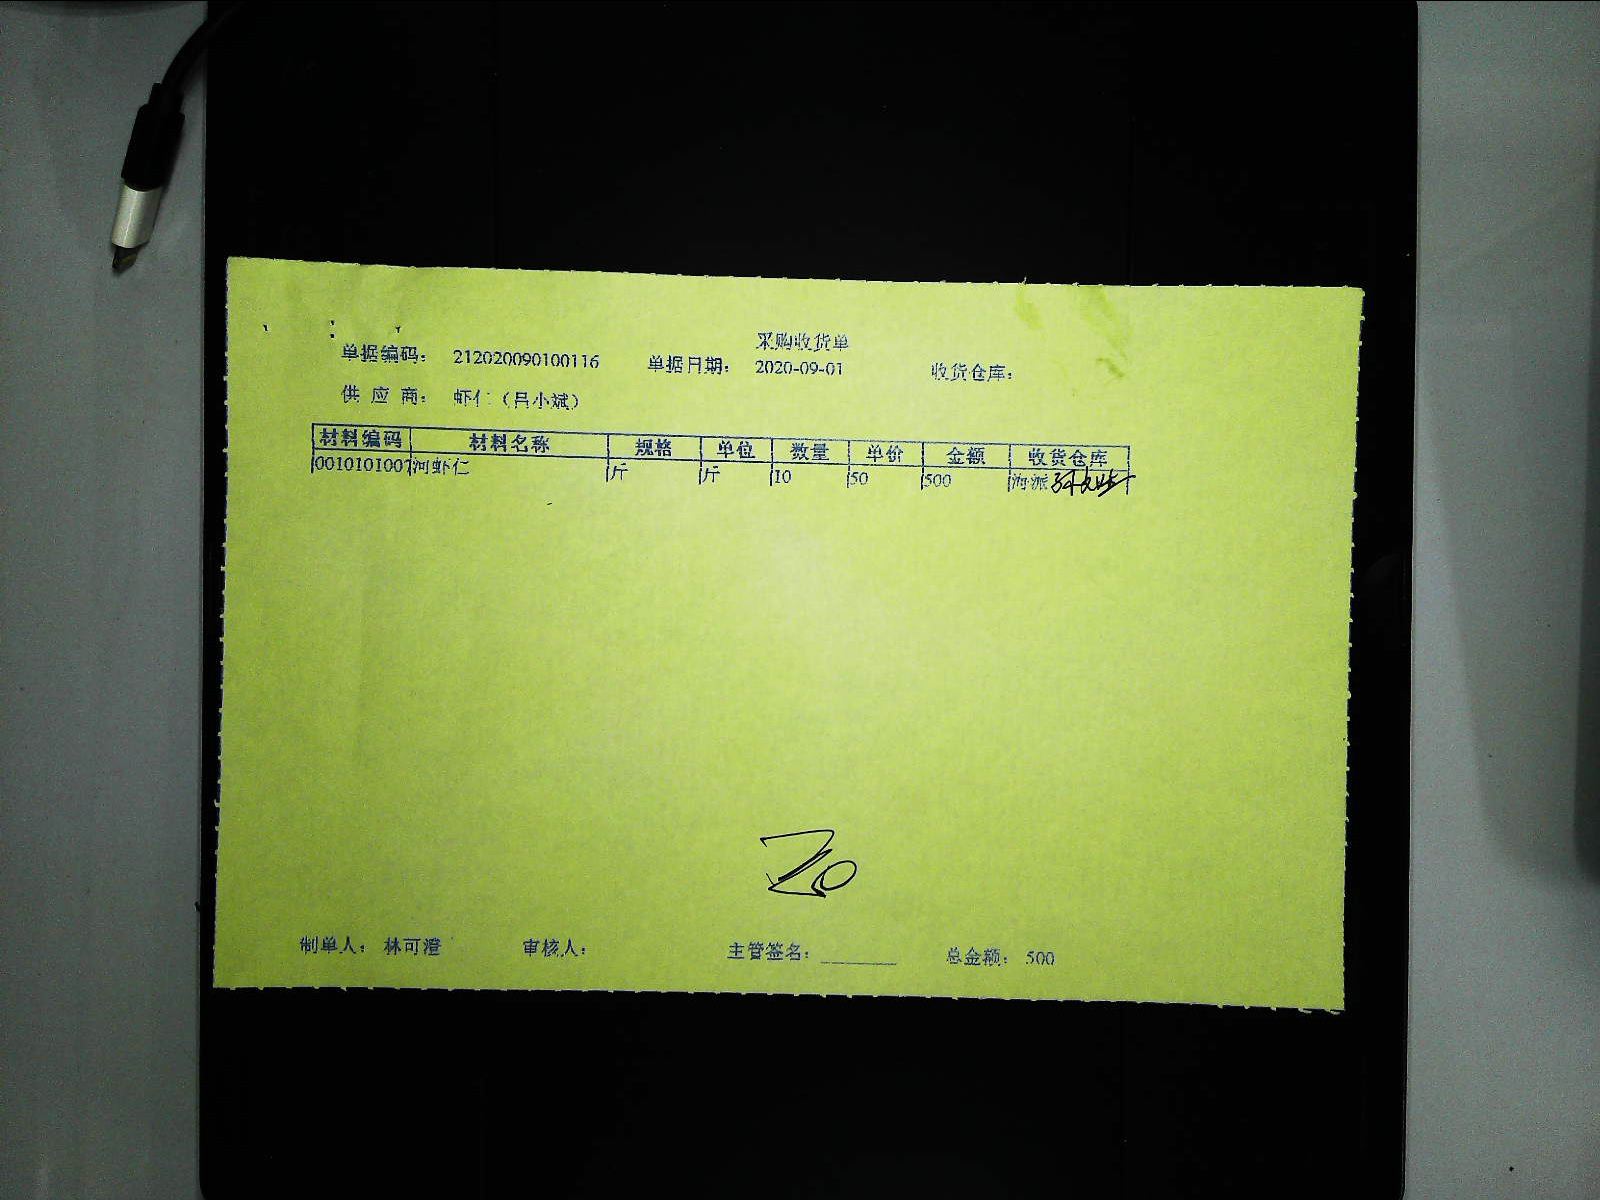 采购收货单
单据编码： 212020090100116 单据日期： 2020-09-01 收货仓库：
供 应 商： 虾仁（吕小斌）
材料编码 材料名称 规格 单位 数量 单价 金额 收货仓库
0010101007 河虾仁 斤 斤 10 50 500 海派
制单人： 林可澄 审核人： 主管签名： 总金额： 500